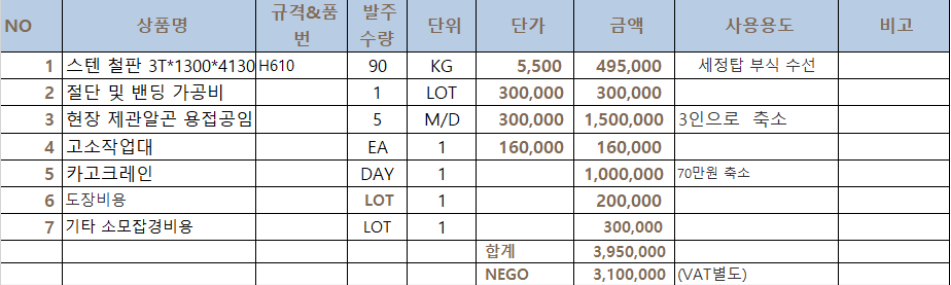 NO 상품명 규격&품번 발주수량 단위 단가 금액 사용용도 비고
1 스텐 철판 3T*1300*4130 H610 90 KG 5,500 495,000 세정탑 부식 수선
2 절단 및 밴딩 가공비 1 LOT 300,000 300,000
3 현장 제관알곤 용접공임 5 M/D 300,000 1,500,000 3인으로 축소
4 고소작업대 EA 1 160,000 160,000
5 카고크레인 DAY 1 1,000,000 70만원 축소
6 도장비용 LOT 1 200,000
7 기타 소모잡경비용 LOT 1 300,000
합계 3,950,000
NEGO 3,100,000 (VAT별도)